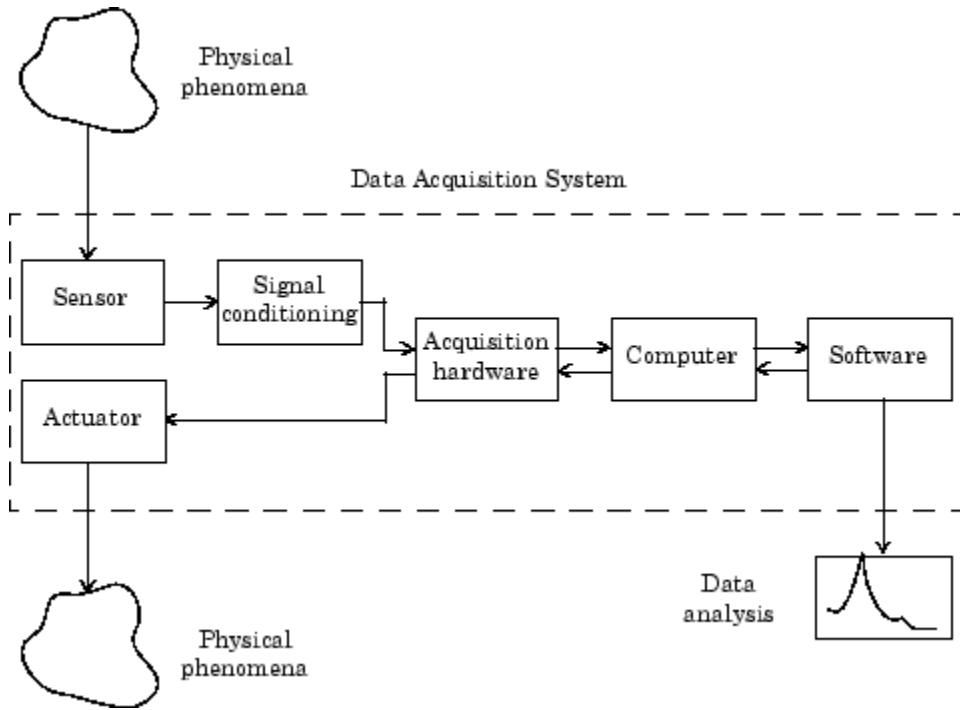 Physical
phenomena
Data Acquisition System
Sensor
Signal
conditioning
Acquisition
hardware
Computer
Software
Actuator
Data
analysis
Physical
phenomena